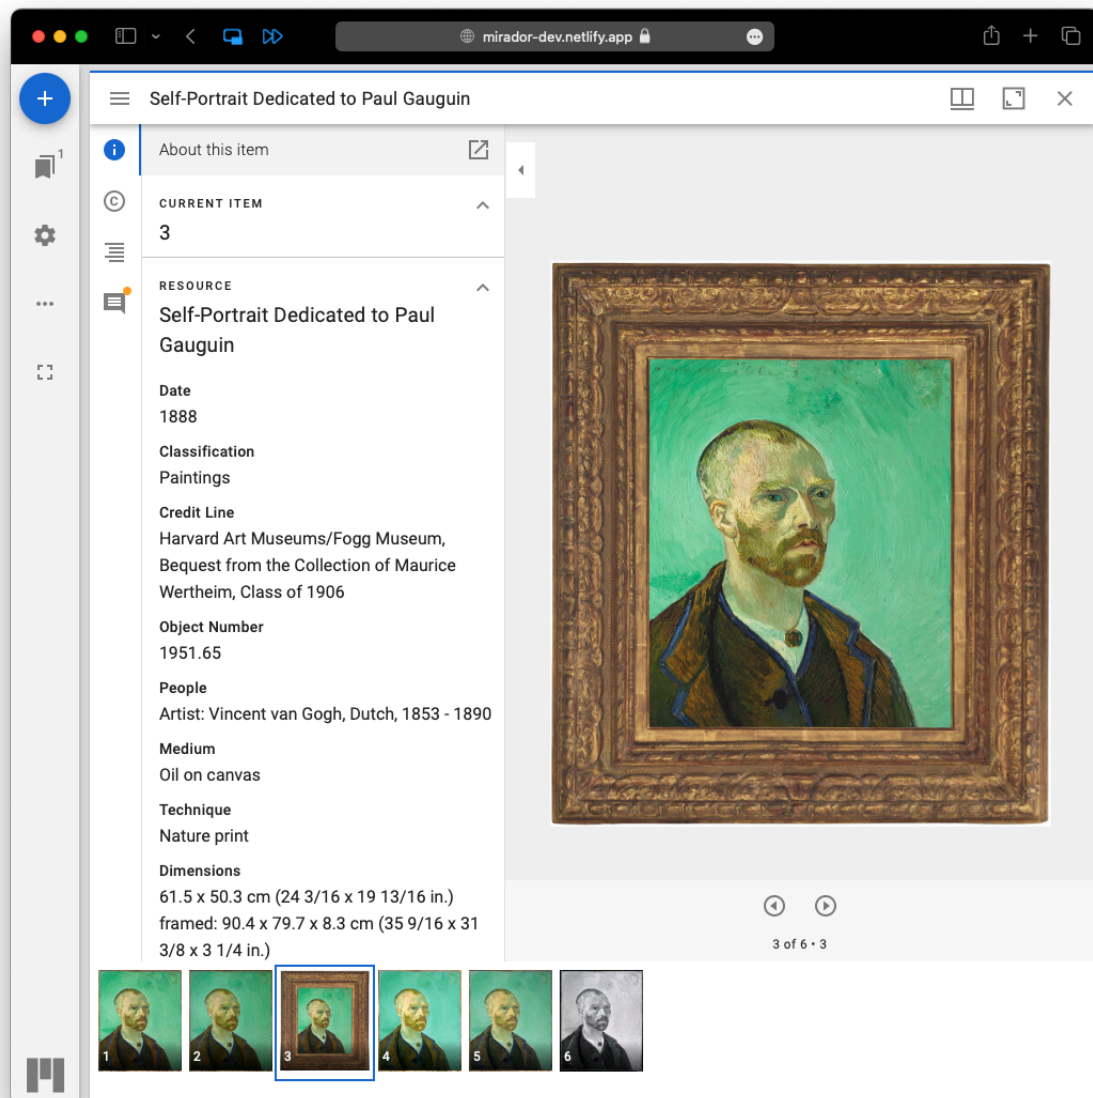 mirador-dev.netlify.app
Self-Portrait Dedicated to Paul Gauguin
1
About this item
CURRENT ITEM
3
RESOURCE
Self-Portrait Dedicated to Paul
Gauguin
Date
1888
Classification
Paintings
Credit Line
Harvard Art Museums/Fogg Museum,
Bequest from the Collection of Maurice
Wertheim, Class of 1906
Object Number
1951.65
People
Artist: Vincent van Gogh, Dutch, 1853 - 1890
Medium
Oil on canvas
Technique
Nature print
Dimensions
61.5 x 50.3 cm (24 3/16 x 19 13/16 in.)
framed: 90.4 x 79.7 x 8.3 cm (35 9/16 x 31
3/8 x 3 1/4 in.)
3 of 6 • 3
1
2
3
4
5
6